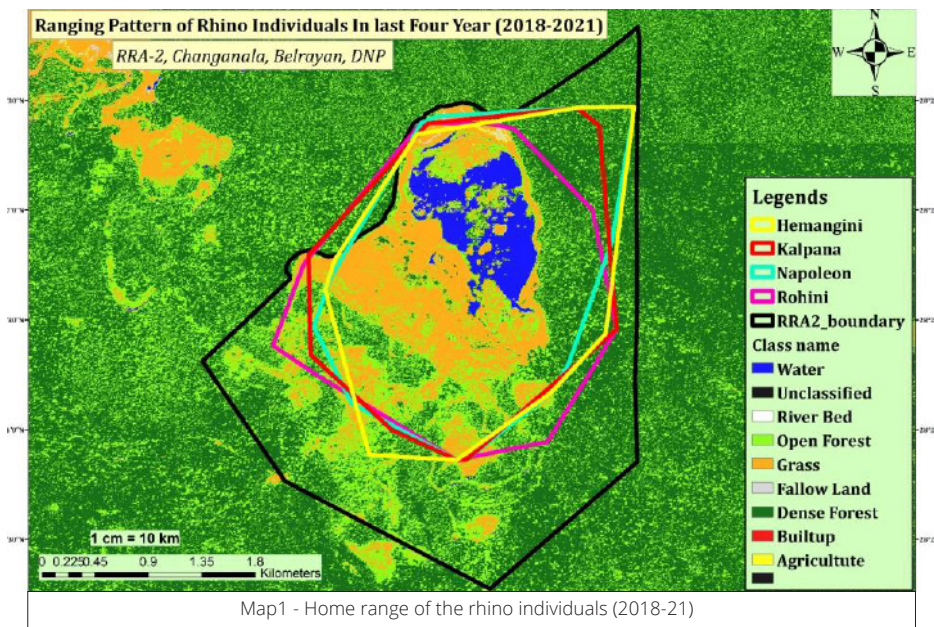 Ranging Pattern of Rhino Individuals In last Four Year (2018-2021)
RRA-2, Changanala, Belrayan, DNP
N
W E
S
Legends
Hemangini
Kalpana
Napoleon
Rohini
RRA2_boundary
Class name
Water
Unclassified
River Bed
Open Forest
Grass
Fallow Land
Dense Forest
Builtup
Agricultute
1 cm = 10 km
0 0.225 0.45 0.9 1.35 1.8
Kilometers
Map1 - Home range of the rhino individuals (2018-21)